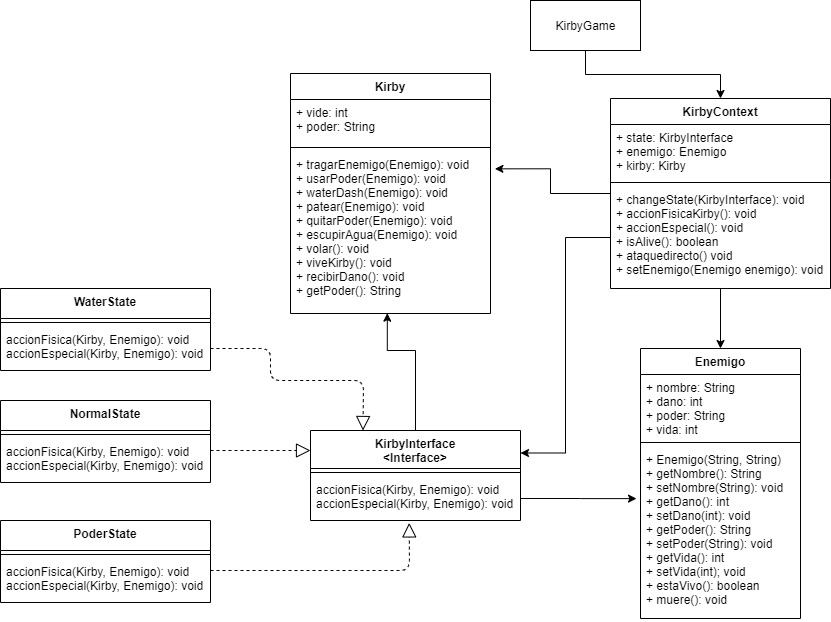 KirbyGame
Kirby
+ vide: int
+ poder: String
+ tragarEnemigo(Enemigo): void
+ usarPoder(Enemigo): void
+ waterDash(Enemigo): void
+ patear(Enemigo): void
+ quitarPoder(Enemigo): void
+ escupirAgua(Enemigo): void
+ volar(): void
+ viveKirby(): void
+ recibirDano(): void
+ getPoder(): String
KirbyContext
+ state: KirbyInterface
+ enemigo: Enemigo
+ kirby: Kirby
+ changeState(KirbyInterface): void
+ accionFisicaKirby(): void
+ accionEspecial(): void
+ isAlive(): boolean
+ ataquedirecto() void
+ setEnemigo(Enemigo enemigo): void
WaterState
accionFisica(Kirby, Enemigo): void
accionEspecial(Kirby, Enemigo): void
NormalState
accionFisica(Kirby, Enemigo): void
accionEspecial(Kirby, Enemigo): void
PoderState
accionFisica(Kirby, Enemigo): void
accionEspecial(Kirby, Enemigo): void
KirbyInterface
<Interface>
accionFisica(Kirby, Enemigo): void
accionEspecial(Kirby, Enemigo): void
Enemigo
+ nombre: String
+ dano: int
+ poder: String
+ vida: int
+ Enemigo(String, String)
+ getNombre(): String
+ setNombre(String): void
+ getDano(): int
+ setDano(int): void
+ getPoder(): String
+ setPoder(String): void
+ getVida(): int
+ setVida(int); void
+ estaVivo(): boolean
+ muere(): void